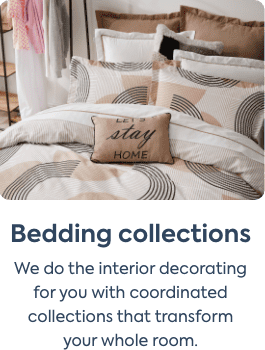 LET'S
stay
HOME
Bedding collections
We do the interior decorating
for you with coordinated
collections that transform
your whole room.